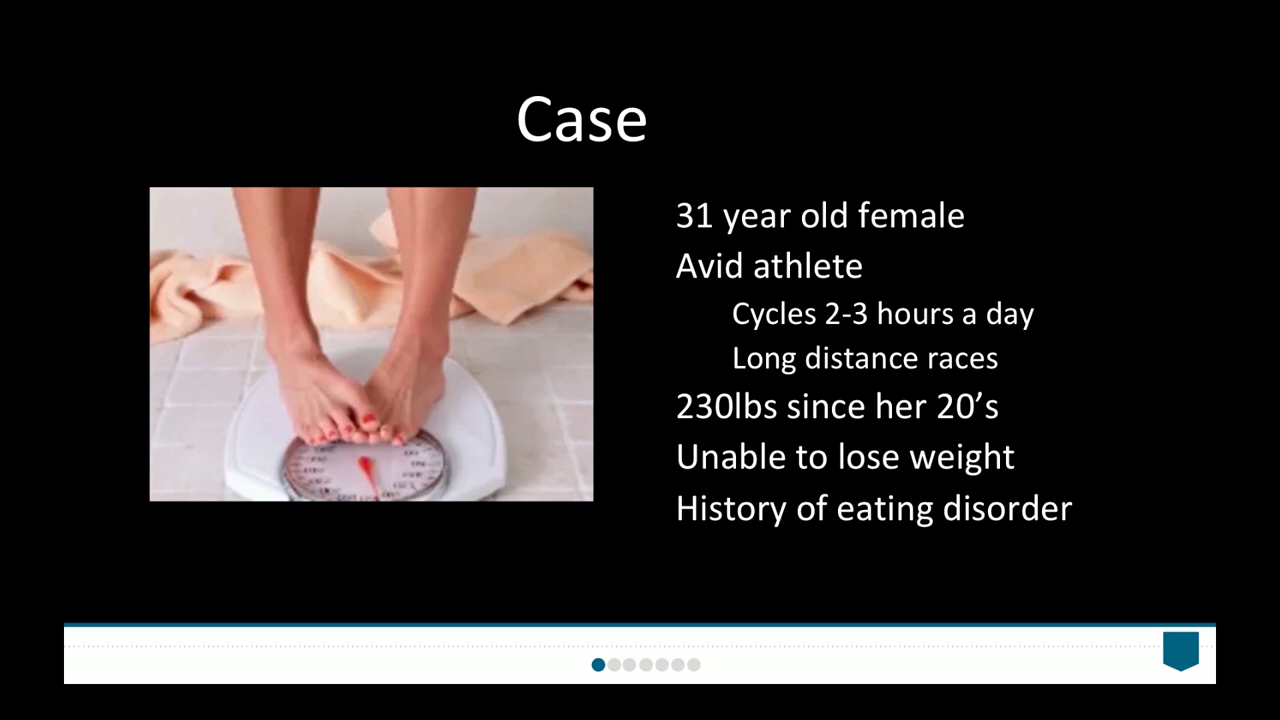 Case
31 year old female
Avid athlete
Cycles 2-3 hours a day
Long distance races
230lbs since her 20’s
Unable to lose weight
History of eating disorder